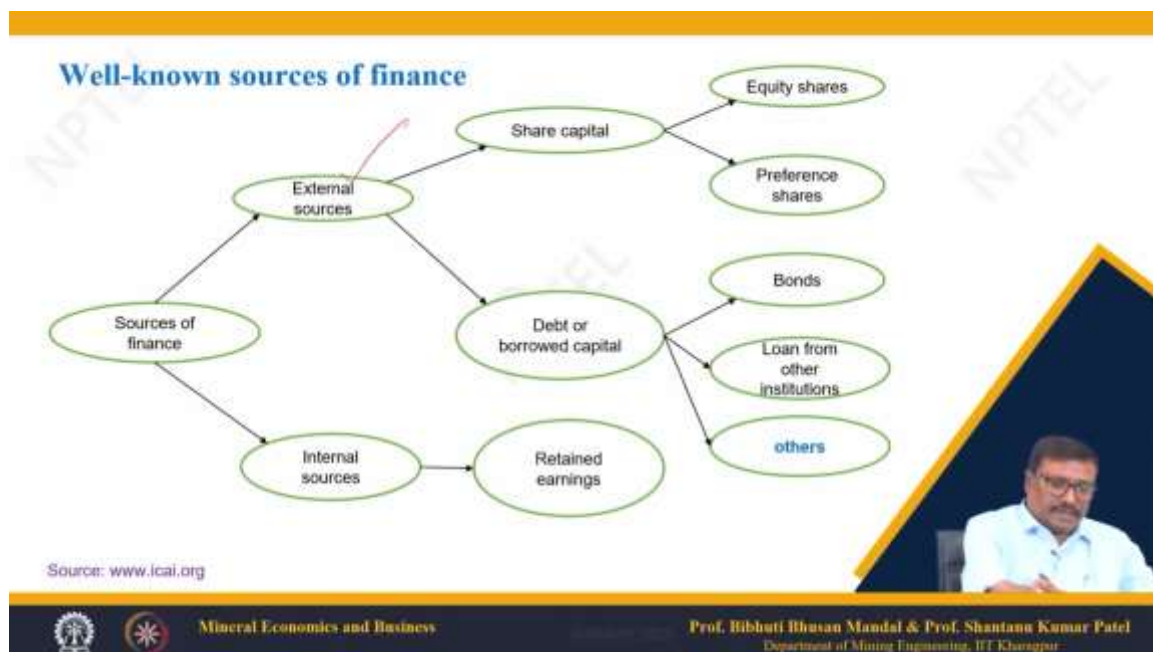 Well-known sources of finance
NPTEL
NPTEL
Equity shares
Share capital
Preference
shares
External
sources
Bonds
Sources of
finance
Debt or
borrowed capital
Loan from
other
institutions
others
Internal
sources
Retained
earnings
Source: www.icai.org
Mineral Economics and Business
Prof. Bibhuti Bhusan Mandal & Prof. Shantanu Kumar Patel
Department of Mining Engineering, IIT Kharagpur